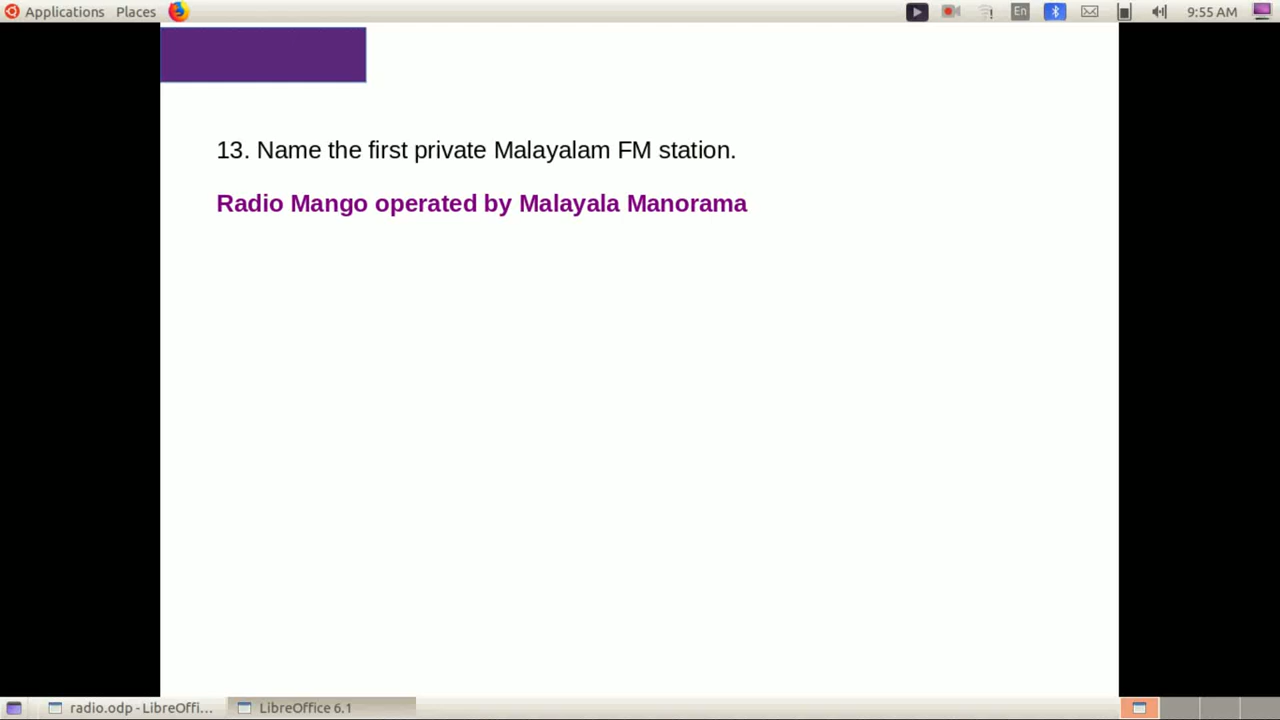 Applications Places En 9:55 AM
13. Name the first private Malayalam FM station.
Radio Mango operated by Malayala Manorama
radio.odp - LibreOffi... LibreOffice 6.1